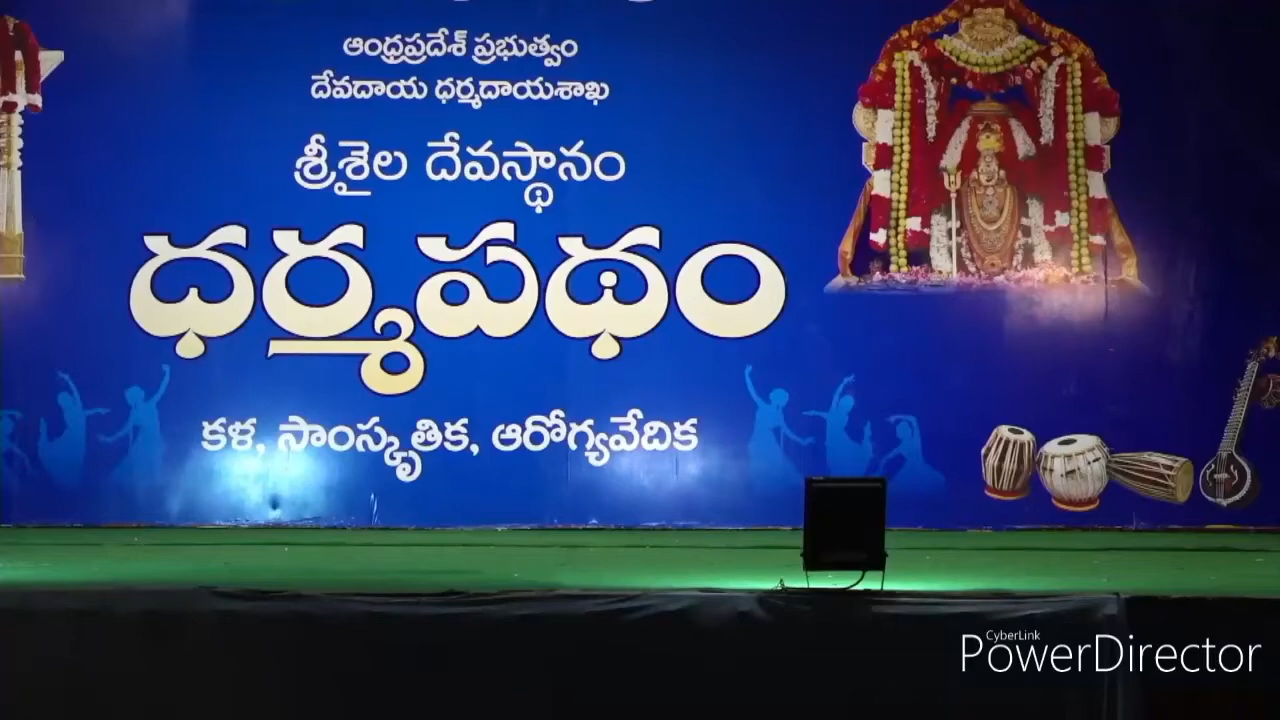 ఆంధ్రప్రదేశ్ ప్రభుత్వం
దేవదాయ ధర్మదాయశాఖ
శ్రీశైల దేవస్థానం
ధర్మపథం
కళ, సాంస్కృతిక, ఆరోగ్యవేదిక
CyberLink
PowerDirector